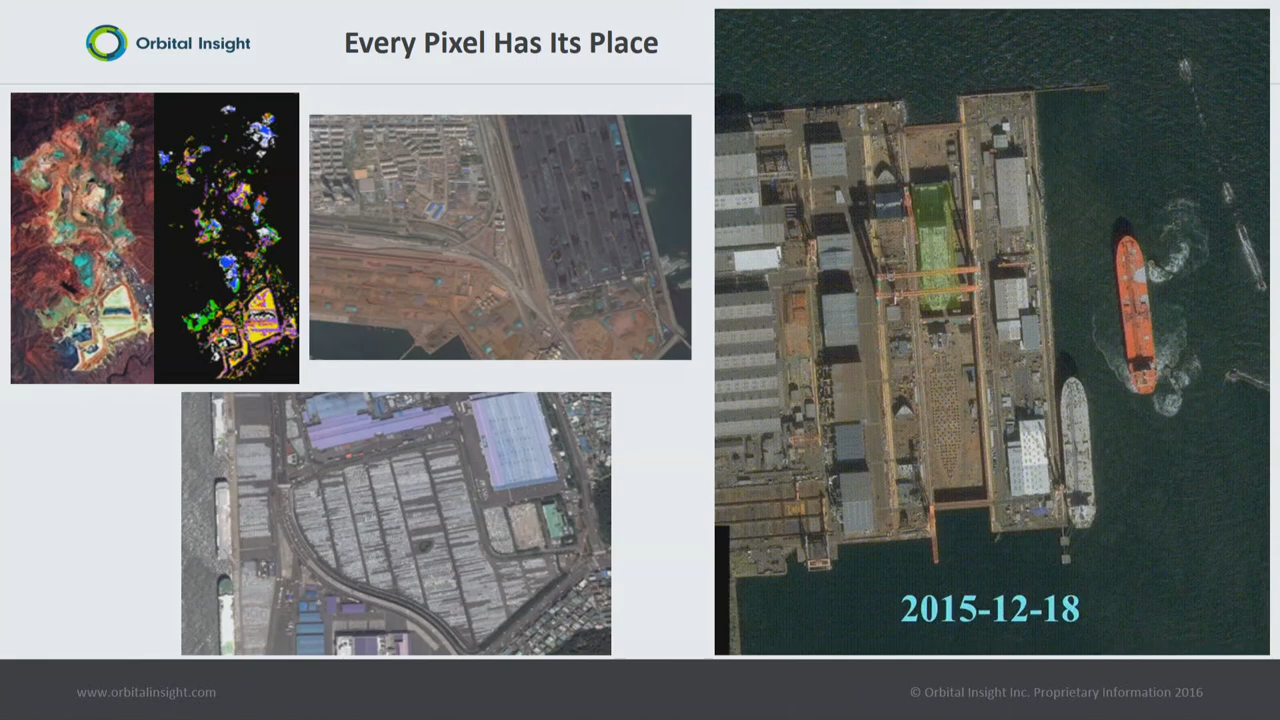 Orbital Insight
Every Pixel Has Its Place
2015-12-18
www.orbitalinsight.com
© Orbital Insight Inc. Proprietary Information 2016